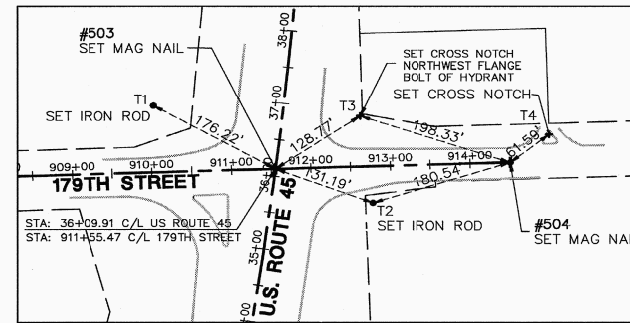 #503
SET MAG NAIL
38+00
SET CROSS NOTCH
NORTHWEST FLANGE
BOLT OF HYDRANT
SET CROSS NOTCH
T1
T3
T4
SET IRON ROD
37+00
176.22'
128.77'
198.33'
61.59'
909+00
910+00
911+00
912+00
913+00
914+00
179TH STREET
131.19'
180.54'
T2
SET IRON ROD
#504
SET MAG NAI
STA: 36+09.91 C/L US ROUTE 45
STA: 911+55.47 C/L 179TH STREET
35+00
U.S. ROUTE 45
+00